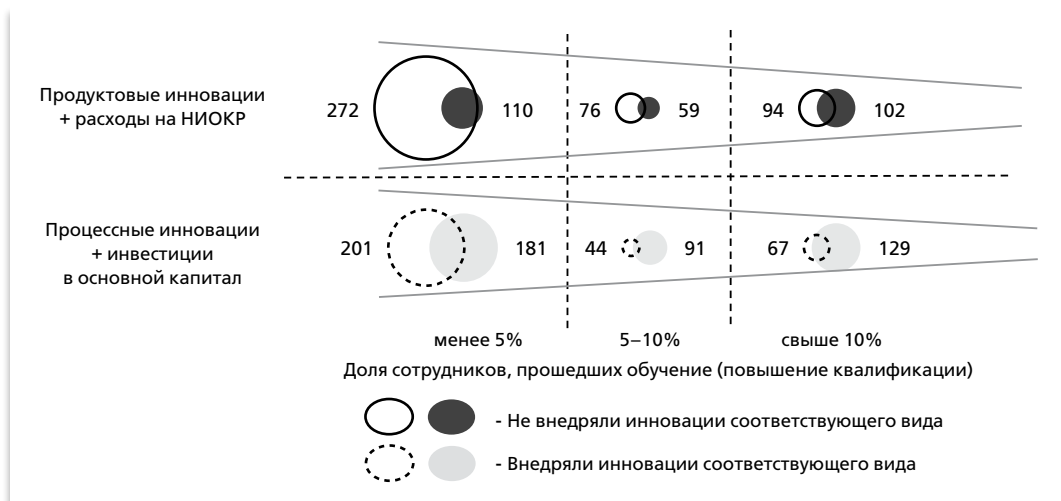 Продуктовые инновации
+ расходы на НИОКР
272
110
76
59
94
102
Процессные инновации
+ инвестиции
в основной капитал
201
181
44
91
67
129
менее 5%
5–10%
свыше 10%
Доля сотрудников, прошедших обучение (повышение квалификации)
- Не внедряли инновации соответствующего вида
- Внедряли инновации соответствующего вида